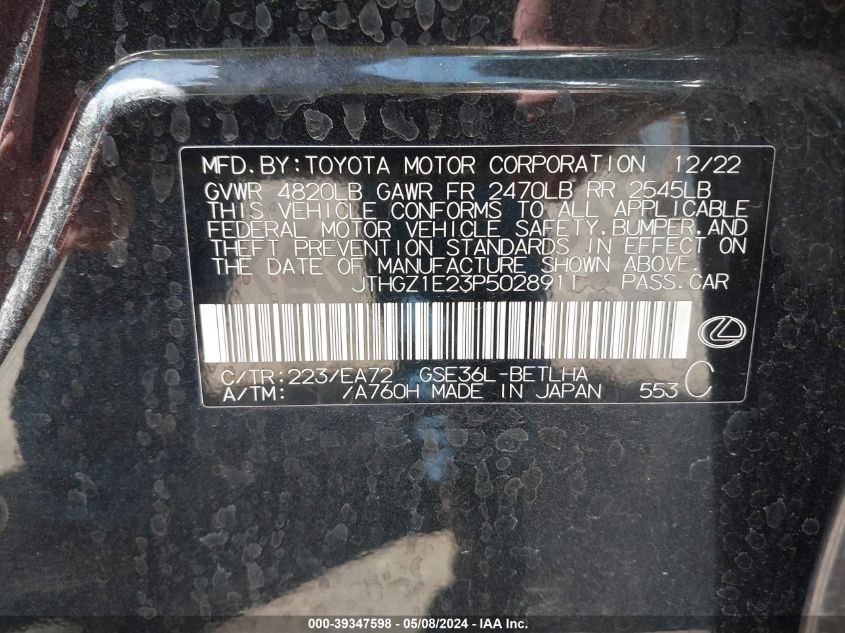 MFD.BY:TOYOTA MOTOR CORPORATION 12/22
GVWR 4820LB GAWR FR 2470LB RR 2545LB
THIS VEHICLE CONFORMS TO ALL APPLICABLE
FEDERAL MOTOR VEHICLE SAFETY,BUMPER,AND
THEFT PREVENTION STANDARDS IN EFFECT ON
THE DATE OF MANUFACTURE SHOWN ABOVE.
JTHGZ1E23P5028911 PASS.CAR
C/TR:223/EA72 GSE36L-BETLHA
A/TM: /A760H MADE IN JAPAN 553 C
000-39347598 - 05/08/2024 - IAA, Inc.